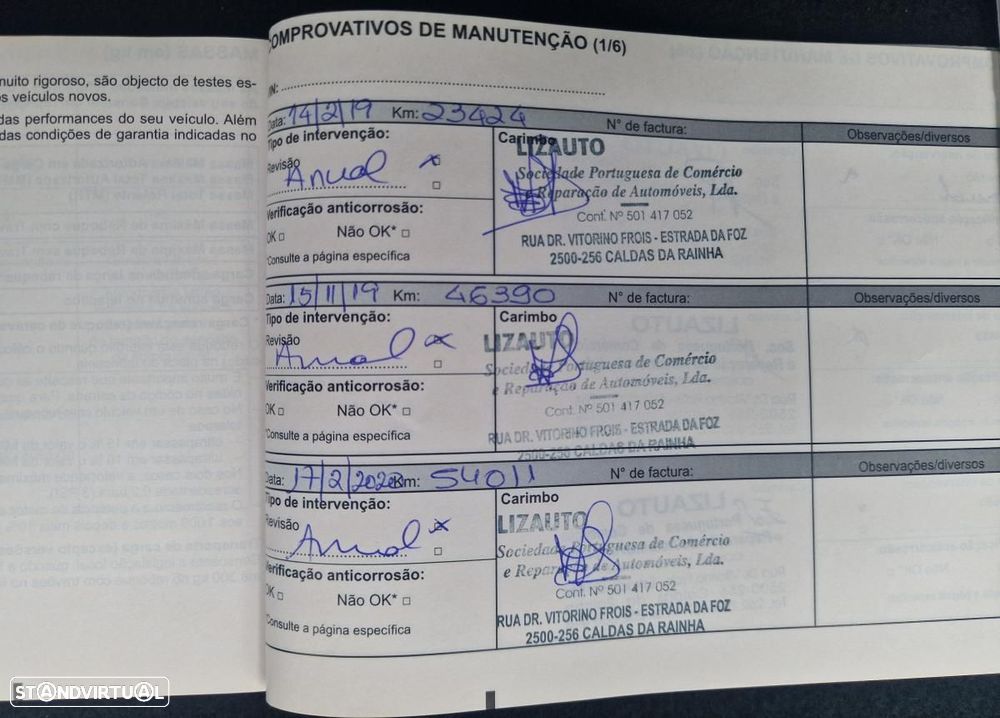 muito rigoroso, são objecto de testes es-
s veículos novos.
das performances do seu veículo. Além
das condições de garantia indicadas no
COMPROVATIVOS DE MANUTENÇÃO (1/6)
Data: 14/2/19 Km: 23424 N° de factura: Observações/diversos
Tipo de intervenção: Carimbo
Revisão
Anual x
LIZAUTO
Sociedade Portuguesa de Comércio
e Reparação de Automóveis, Lda.
Cont. Nº 501 417 052
RUA DR. VITORINO FROIS - ESTRADA DA FOZ
2500-256 CALDAS DA RAINHA
Verificação anticorrosão:
OK □ Não OK* □
*Consulte a página específica
Data: 15/11/19 Km: 46390 N° de factura: Observações/diversos
Tipo de intervenção: Carimbo
Revisão
Anual x
LIZAUTO
Sociedade Portuguesa de Comércio
e Reparação de Automóveis, Lda.
Cont. Nº 501 417 052
RUA DR. VITORINO FROIS - ESTRADA DA FOZ
2500-256 CALDAS DA RAINHA
Verificação anticorrosão:
OK □ Não OK* □
*Consulte a página específica
Data: 17/2/2020 Km: 54011 N° de factura: Observações/diversos
Tipo de intervenção: Carimbo
Revisão
Anual x
LIZAUTO
Sociedade Portuguesa de Comércio
e Reparação de Automóveis, Lda.
Cont. Nº 501 417 052
RUA DR. VITORINO FROIS - ESTRADA DA FOZ
2500-256 CALDAS DA RAINHA
Verificação anticorrosão:
OK □ Não OK* □
*Consulte a página específica
STANDVIRTUAL